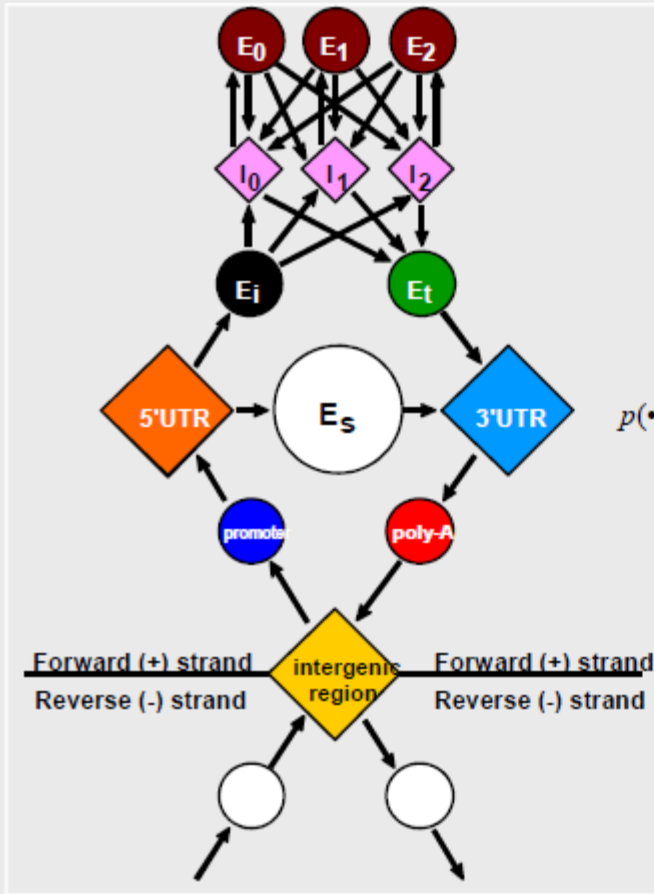 E0 E1 E2
I0 I1 I2
Ei Et
5'UTR Es 3'UTR p(•
promoter poly-A
Forward (+) strand intergenic region Forward (+) strand
Reverse (-) strand Reverse (-) strand